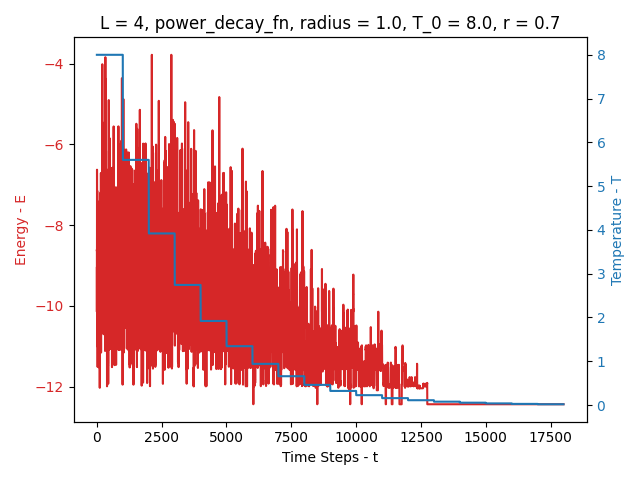 L = 4, power_decay_fn, radius = 1.0, T_0 = 8.0, r = 0.7
−4
−6
−8
−10
−12
Energy - E
8
7
6
5
4
3
2
1
0
Temperature - T
0 2500 5000 7500 10000 12500 15000 17500
Time Steps - t